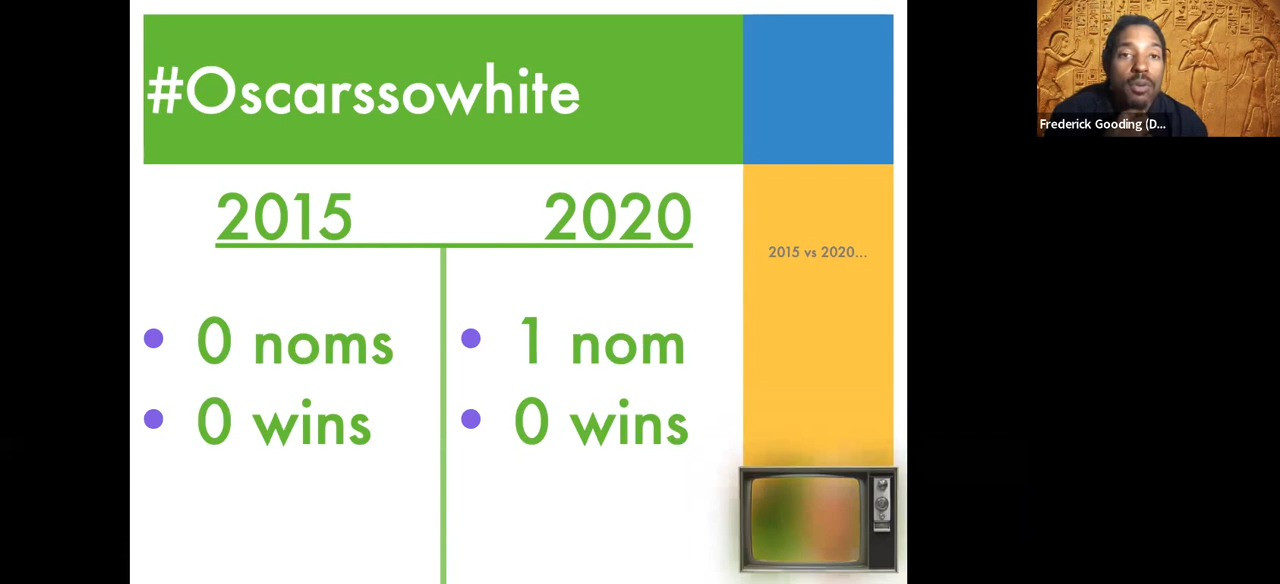 #Oscarssowhite
2015
2020
• 0 noms
• 0 wins
• 1 nom
• 0 wins
2015 vs 2020...
Frederick Gooding (D...